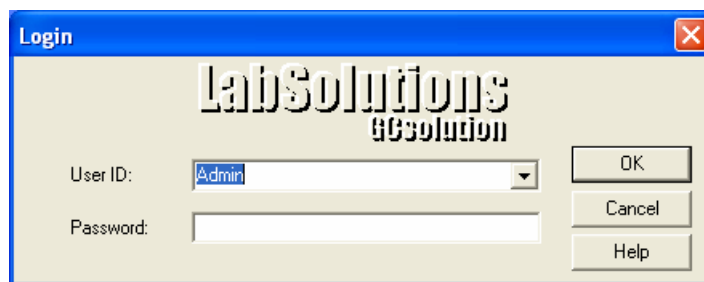 Login
LabSolutions
GCsolution
User ID:
Admin
OK
Password:
Cancel
Help